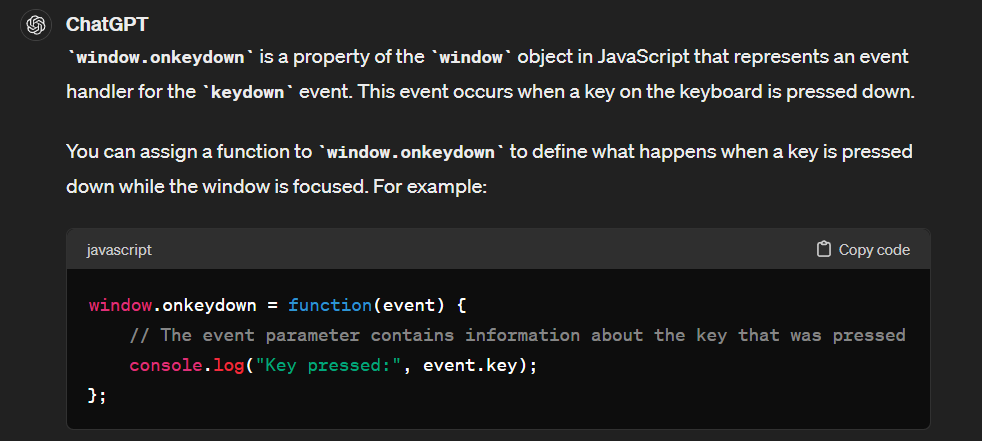 ChatGPT
`window.onkeydown` is a property of the `window` object in JavaScript that represents an event
handler for the `keydown` event. This event occurs when a key on the keyboard is pressed down.
You can assign a function to `window.onkeydown` to define what happens when a key is pressed
down while the window is focused. For example:
javascript Copy code
window.onkeydown = function(event) {
    // The event parameter contains information about the key that was pressed
    console.log("Key pressed:", event.key);
};